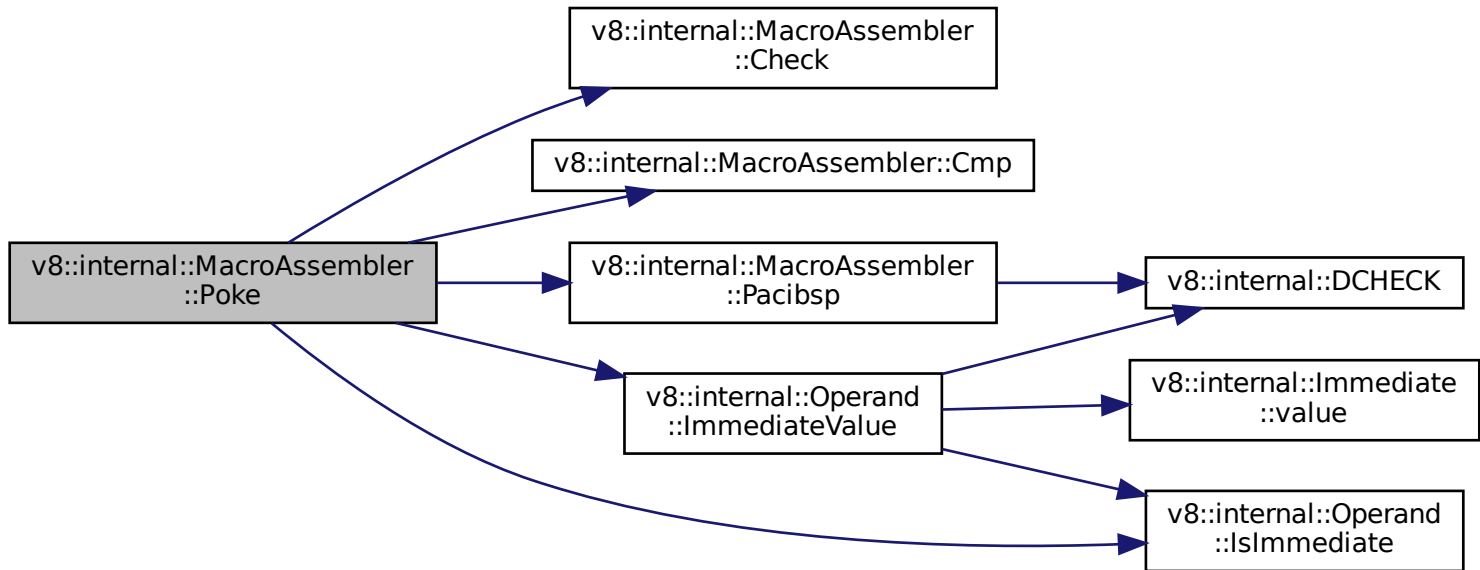 v8::internal::MacroAssembler
::Check
v8::internal::MacroAssembler::Cmp
v8::internal::MacroAssembler
::Poke
v8::internal::MacroAssembler
::Pacibsp
v8::internal::DCHECK
v8::internal::Operand
::ImmediateValue
v8::internal::Immediate
::value
v8::internal::Operand
::IsImmediate